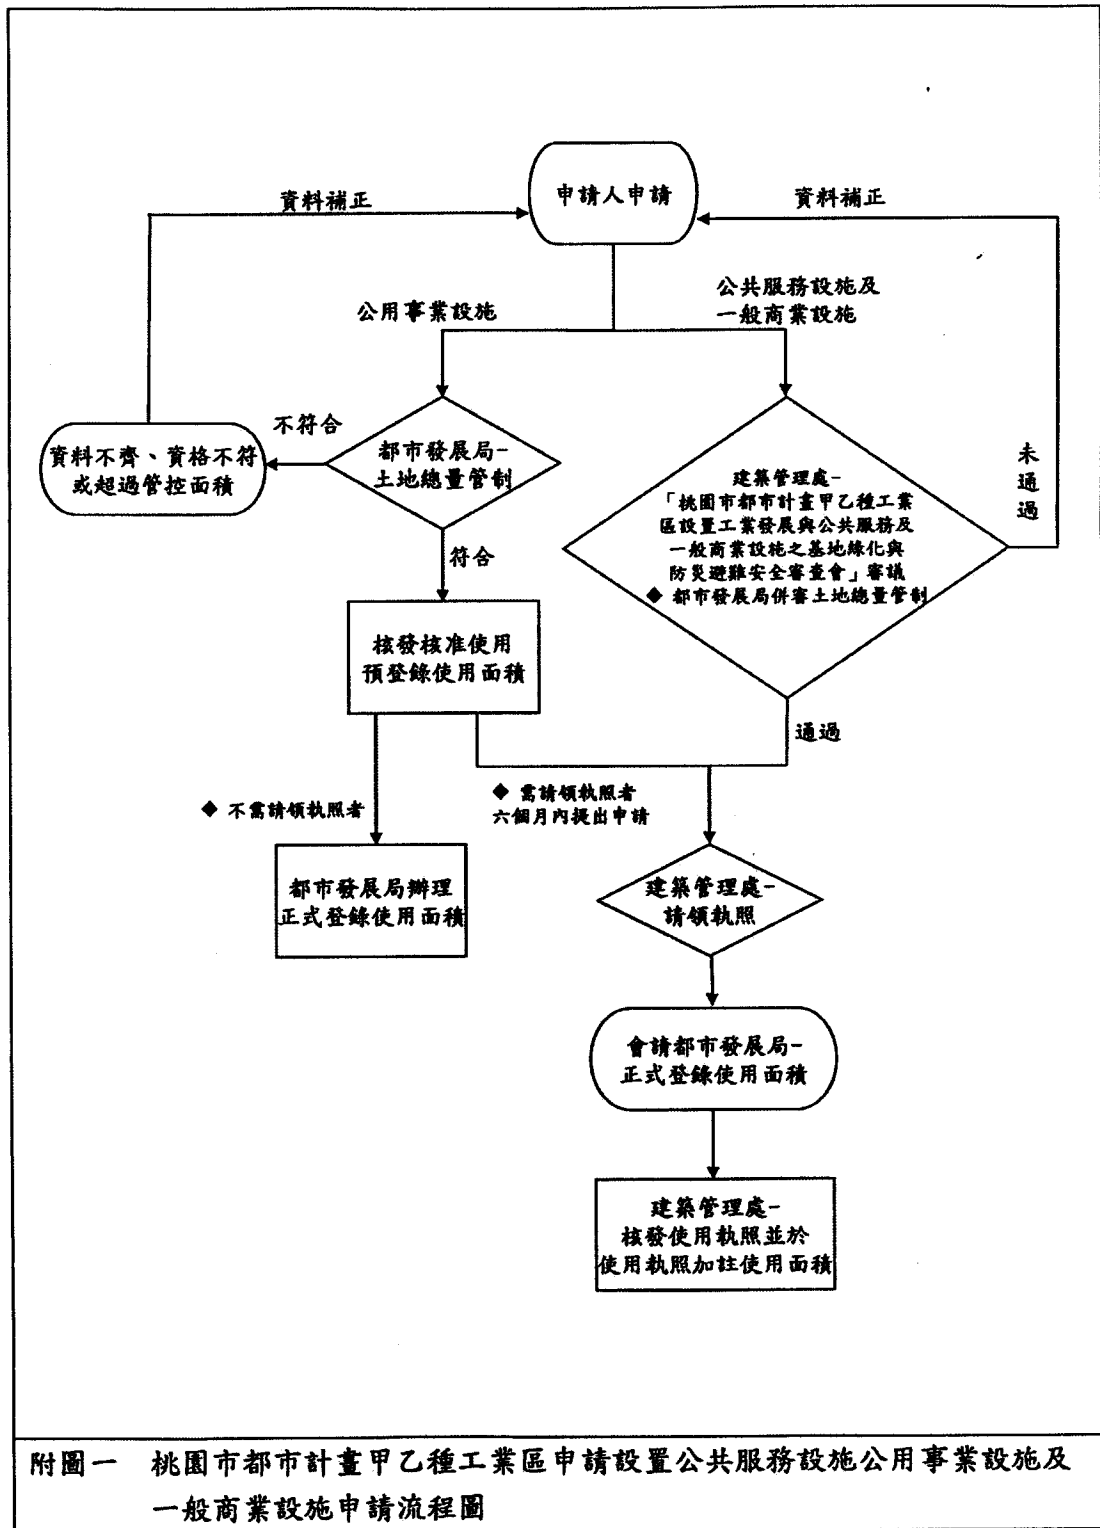 申請人申請
資料補正
資料補正
公用事業設施
公共服務設施及
一般商業設施
不符合
資料不齊、資格不符
或超過管控面積
都市發展局-
土地總量管制
建築管理處-
「桃園市都市計畫甲乙種工業
區設置工業發展與公共服務及
一般商業設施之基地綠化與
防災避難安全審查會」審議
◆ 都市發展局併審土地總量管制
未
通
過
符合
核發核准使用
預登錄使用面積
通過
◆ 不需請領執照者
◆ 需請領執照者
六個月內提出申請
都市發展局辦理
正式登錄使用面積
建築管理處-
請領執照
會請都市發展局-
正式登錄使用面積
建築管理處-
核發使用執照並於
使用執照加註使用面積
附圖一 桃園市都市計畫甲乙種工業區申請設置公共服務設施公用事業設施及
一般商業設施申請流程圖